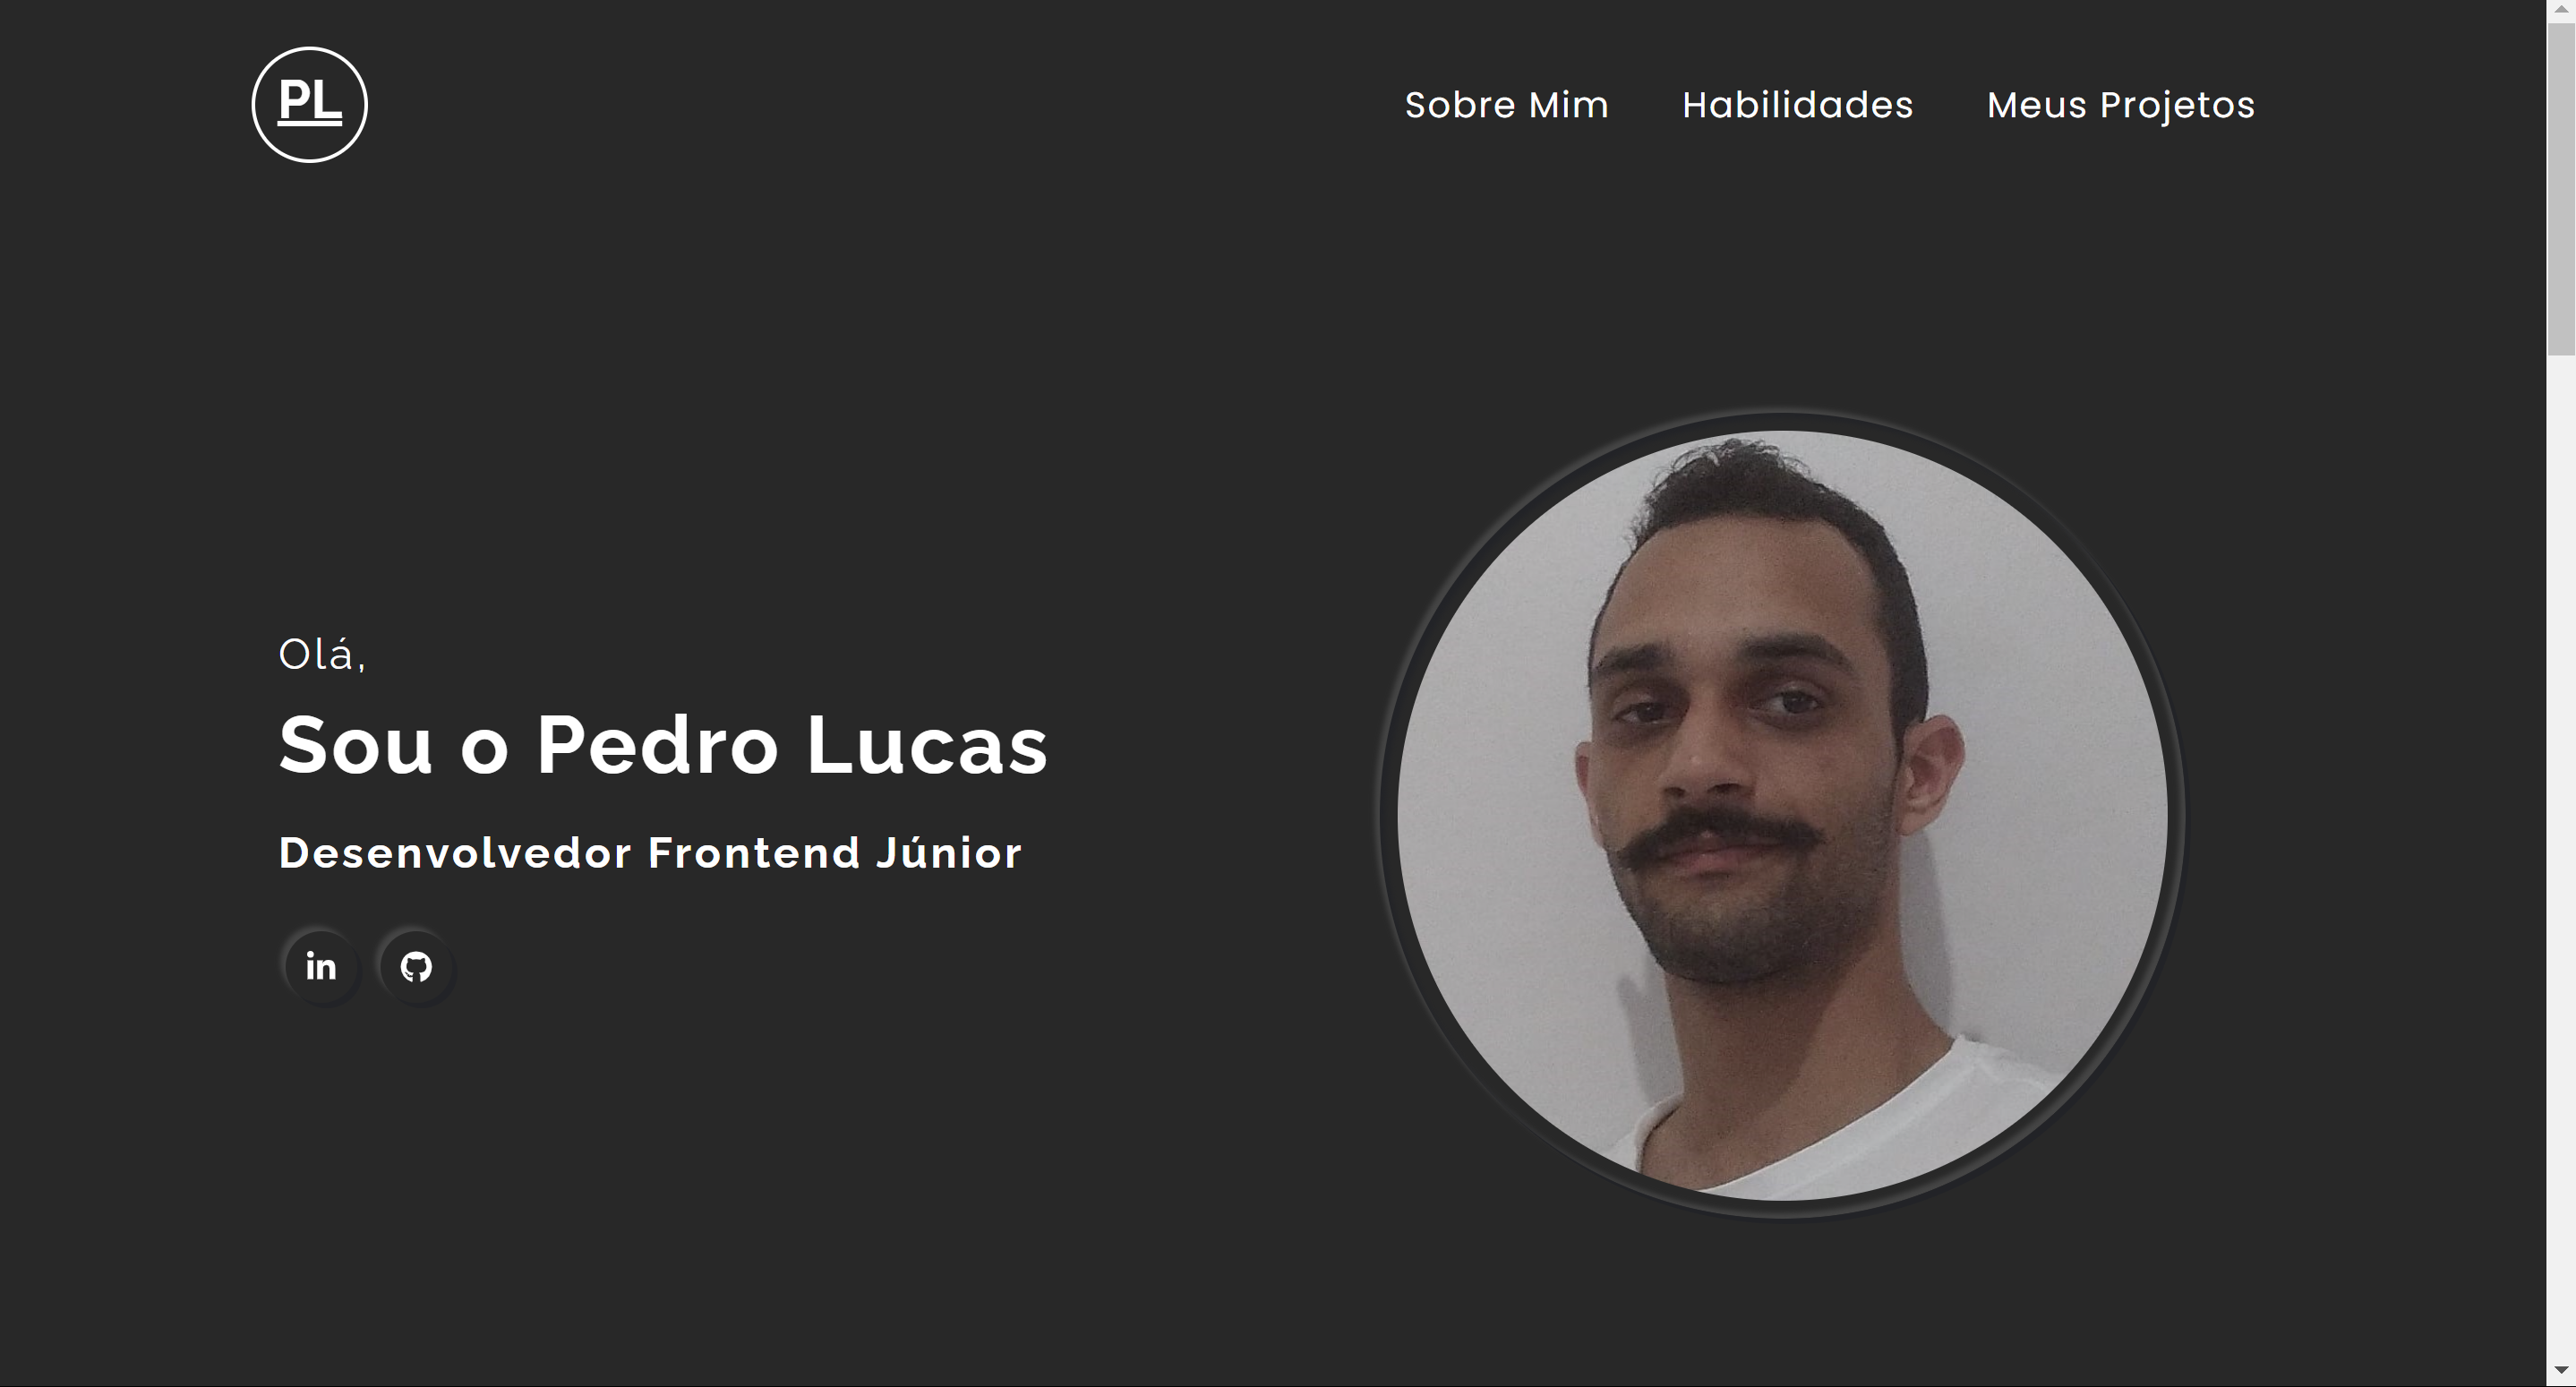 PL
Sobre Mim
Habilidades
Meus Projetos
Olá,
Sou o Pedro Lucas
Desenvolvedor Frontend Júnior
in